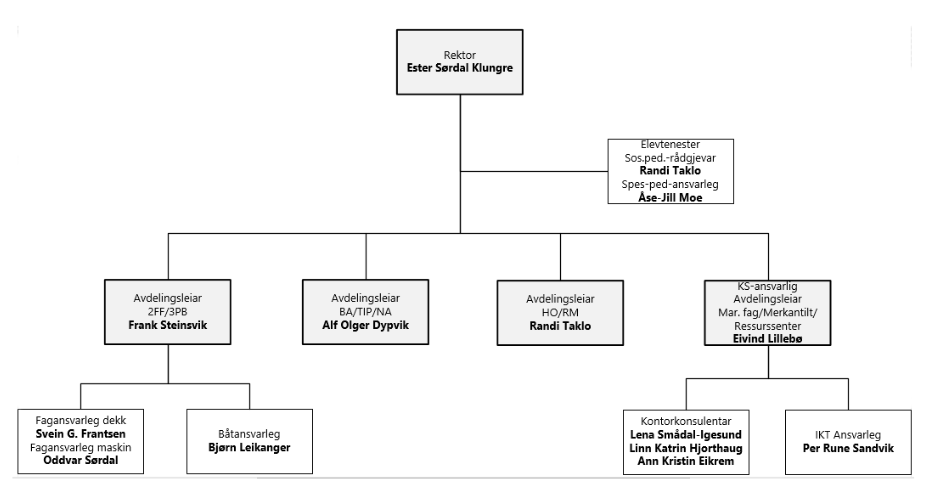 Rektor
Ester Sørdal Klungre
Elevtenester
Sos.ped.-rådgjevar
Randi Taklo
Spes-ped-ansvarleg
Åse-Jill Moe
Avdelingsleiar
2FF/3PB
Frank Steinsvik
Avdelingsleiar
BA/TIP/NA
Alf Olger Dypvik
Avdelingsleiar
HO/RM
Randi Taklo
KS-ansvarlig
Avdelingsleiar
Mar. fag/Merkantilt/
Ressurssenter
Eivind Lillebø
Fagansvarleg dekk
Svein G. Frantsen
Fagansvarleg maskin
Oddvar Sørdal
Båtansvarleg
Bjørn Leikanger
Kontorkonsulentar
Lena Smådal-Igesund
Linn Katrin Hjorthaug
Ann Kristin Eikrem
IKT Ansvarleg
Per Rune Sandvik